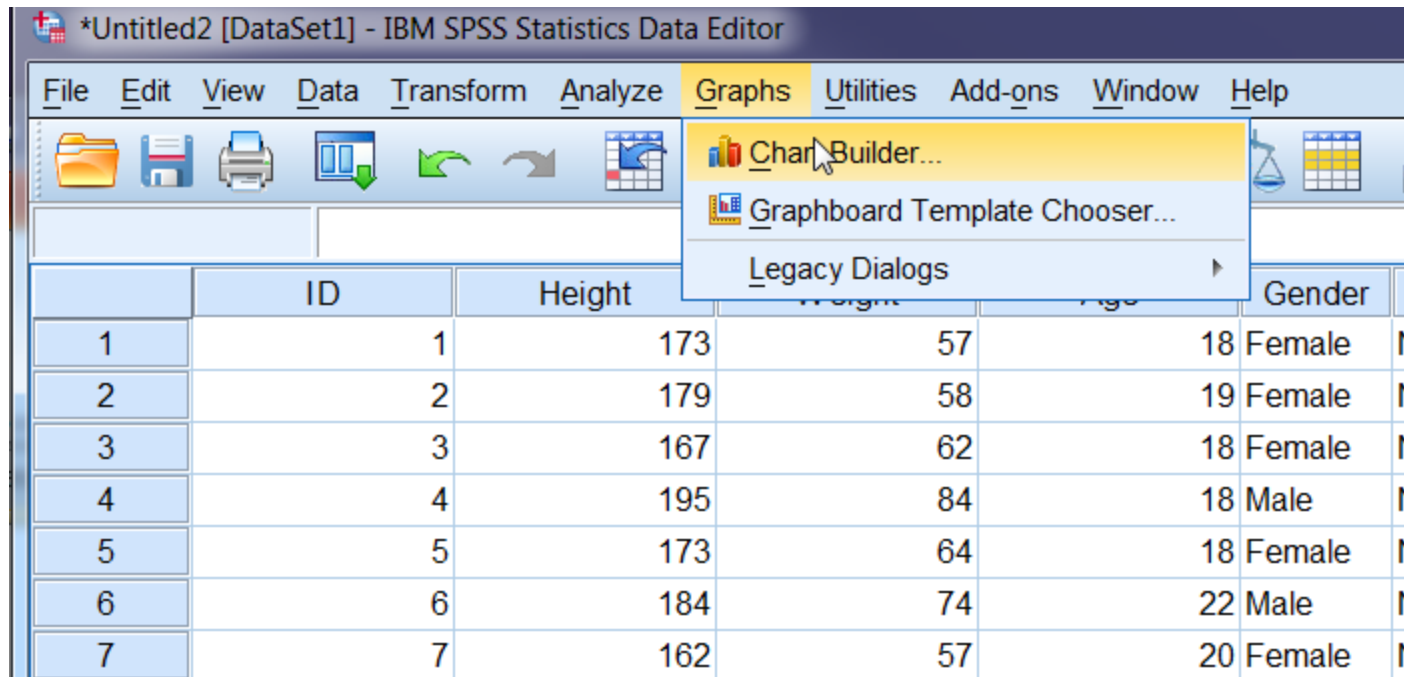 *Untitled2 [DataSet1] - IBM SPSS Statistics Data Editor
File Edit View Data Transform Analyze Graphs Utilities Add-ons Window Help
Chart Builder...
Graphboard Template Chooser...
Legacy Dialogs
ID Height Weight Age Gender
1 1 173 57 18 Female
2 2 179 58 19 Female
3 3 167 62 18 Female
4 4 195 84 18 Male
5 5 173 64 18 Female
6 6 184 74 22 Male
7 7 162 57 20 Female